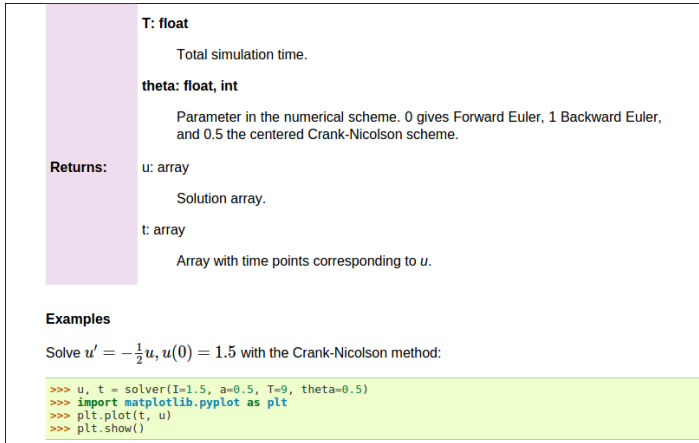 T: float
Total simulation time.
theta: float, int
Parameter in the numerical scheme. 0 gives Forward Euler, 1 Backward Euler,
and 0.5 the centered Crank-Nicolson scheme.
Returns: u: array
Solution array.
t: array
Array with time points corresponding to u.
Examples
Solve u′ = −½u, u(0) = 1.5 with the Crank-Nicolson method:
>>> u, t = solver(I=1.5, a=0.5, T=9, theta=0.5)
>>> import matplotlib.pyplot as plt
>>> plt.plot(t, u)
>>> plt.show()